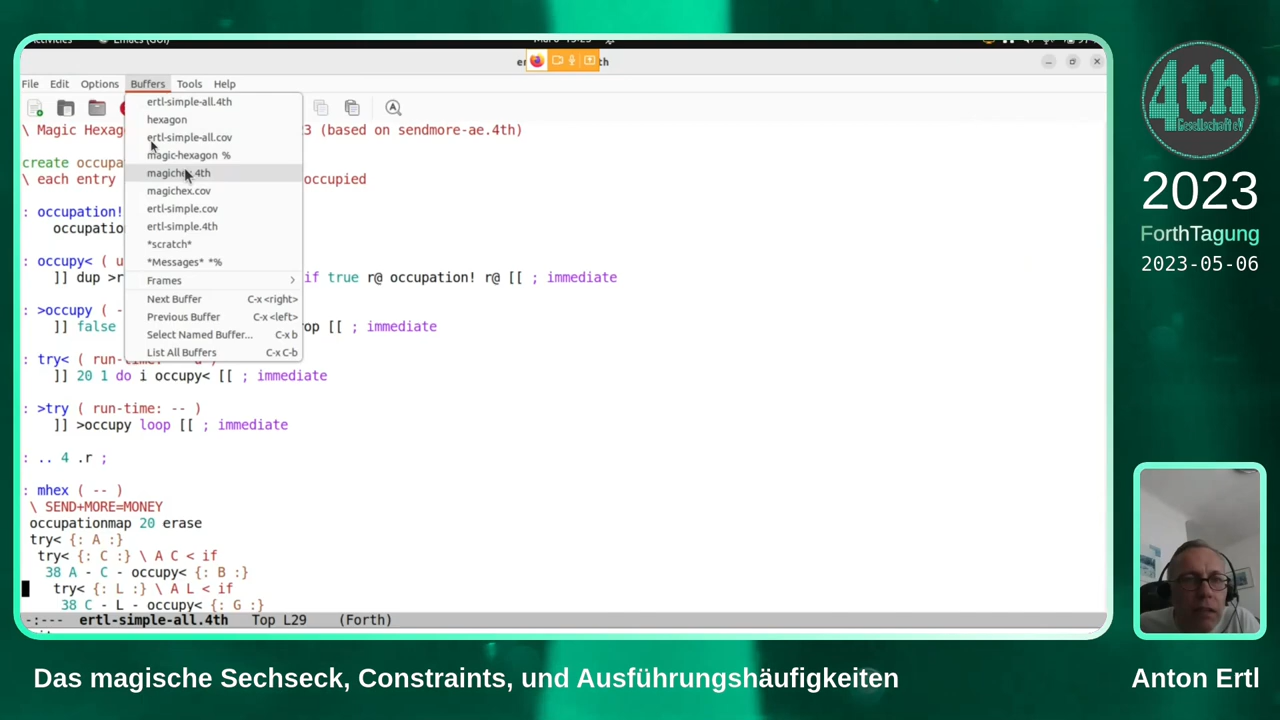 File Edit Options Buffers Tools Help
ertl-simple-all.4th
hexagon
ertl-simple-all.cov
magic-hexagon %
magichex.4th
magichex.cov
ertl-simple.cov
ertl-simple.4th
*scratch*
*Messages* *%
Frames
Next Buffer C-x <right>
Previous Buffer C-x <left>
Select Named Buffer... C-x b
List All Buffers C-x C-b
\ Magic Hexag 3 (based on sendmore-ae.4th)
create occupa
\ each entry occupied
: occupation!
occupatio
: occupy< ( u
]] dup >r if true r@ occupation! r@ [[ ; immediate
: >occupy ( -
]] false op [[ ; immediate
: try< ( run-
]] 20 1 do i occupy< [[ ; immediate
: >try ( run-time: -- )
]] >occupy loop [[ ; immediate
: .. 4 .r ;
: mhex ( -- )
\ SEND+MORE=MONEY
occupationmap 20 erase
try< {: A :}
try< {: C :} \ A C < if
38 A - C - occupy< {: B :}
try< {: L :} \ A L < if
38 C - L - occupy< {: G :}
-:--- ertl-simple-all.4th Top L29 (Forth)
4th
Gesellschaft eV
2023
ForthTagung
2023-05-06
Das magische Sechseck, Constraints, und Ausführungshäufigkeiten
Anton Ertl